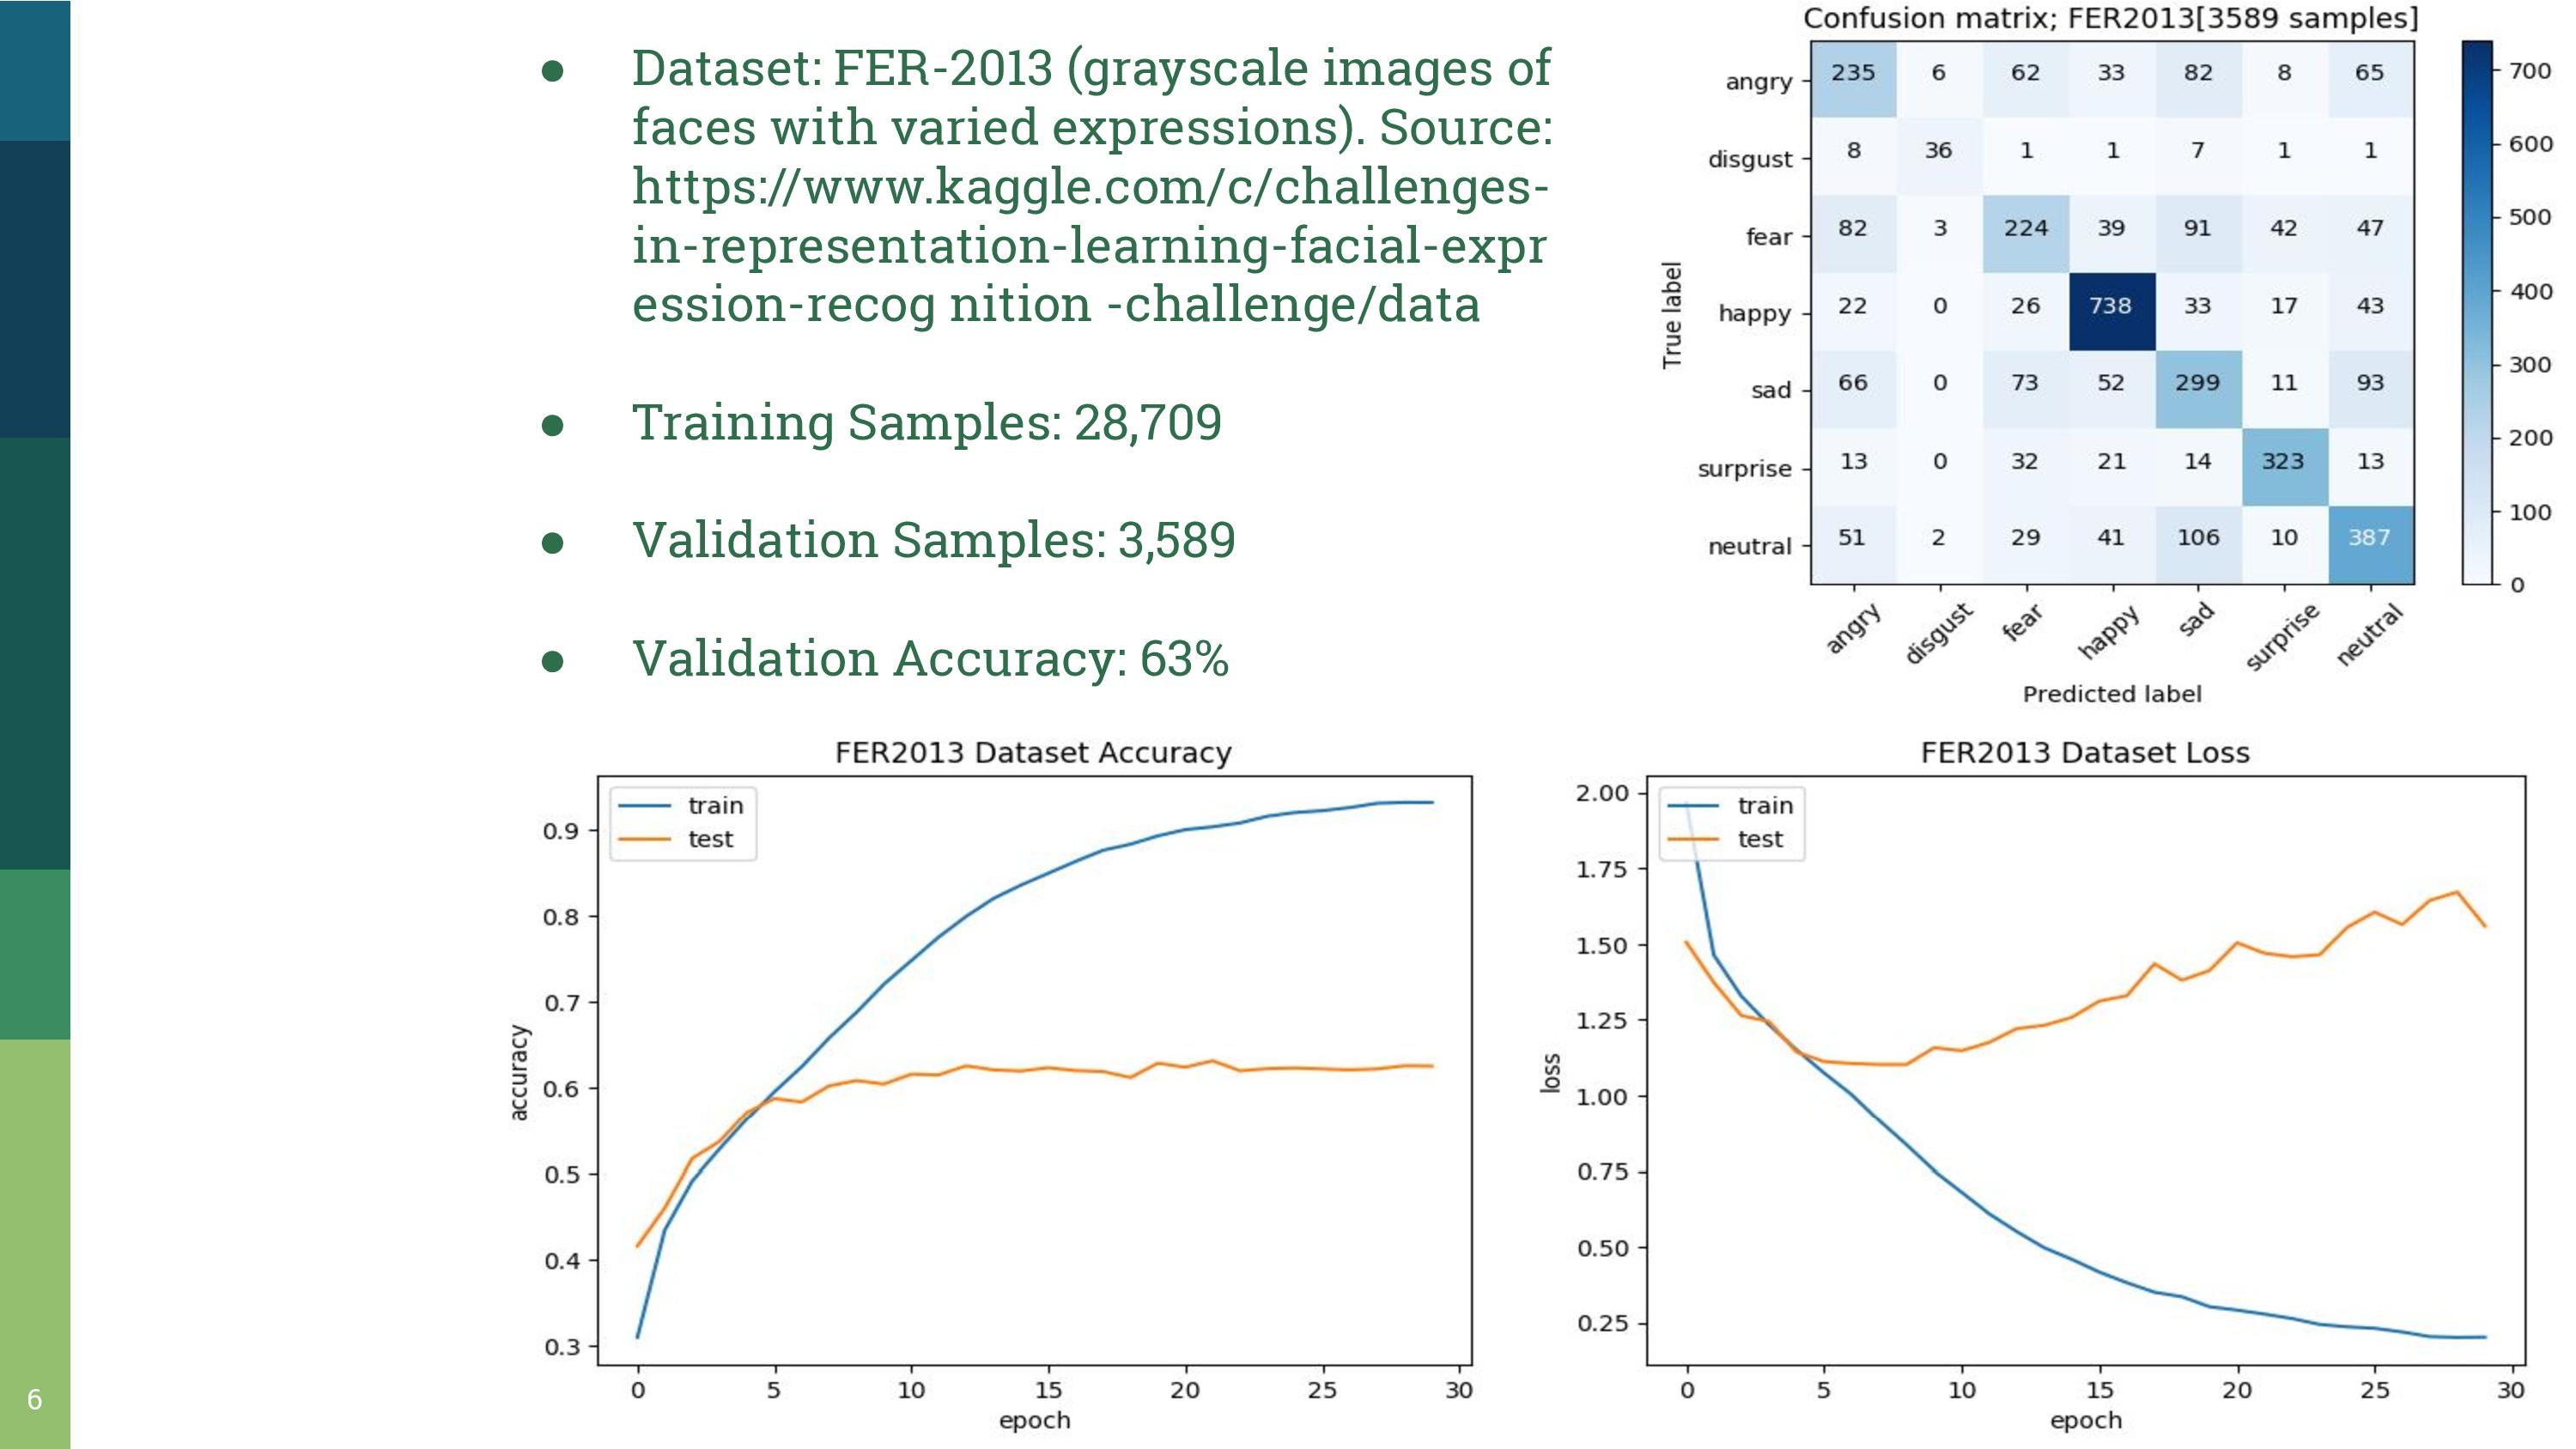 ● Dataset: FER-2013 (grayscale images of
faces with varied expressions). Source:
https://www.kaggle.com/c/challenges-
in-representation-learning-facial-expr
ession-recog nition -challenge/data
● Training Samples: 28,709
● Validation Samples: 3,589
● Validation Accuracy: 63%
Confusion matrix; FER2013[3589 samples]
True label
angry 235 6 62 33 82 8 65
disgust 8 36 1 1 7 1 1
fear 82 3 224 39 91 42 47
happy 22 0 26 738 33 17 43
sad 66 0 73 52 299 11 93
surprise 13 0 32 21 14 323 13
neutral 51 2 29 41 106 10 387
angry disgust fear happy sad surprise neutral
Predicted label
700
600
500
400
300
200
100
0
FER2013 Dataset Accuracy
train
test
accuracy
0.9
0.8
0.7
0.6
0.5
0.4
0.3
0 5 10 15 20 25 30
epoch
FER2013 Dataset Loss
train
test
loss
2.00
1.75
1.50
1.25
1.00
0.75
0.50
0.25
0 5 10 15 20 25 30
epoch
6